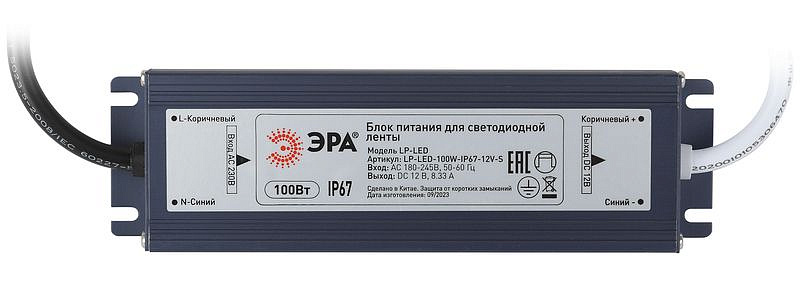 L-Коричневый
Вход AC 230В
N-Синий
ЭРА®
100Вт
IP67
Блок питания для светодиодной
ленты
Модель LP-LED
Артикул: LP-LED-100W-IP67-12V-S
Вход: AC 180-245В, 50-60 Гц
Выход: DC 12 В, 8.33 А
Сделано в Китае. Защита от коротких замыканий
Дата изготовления: 09/2023
EAC
Коричневый +
Выход DC 12В
Синий -